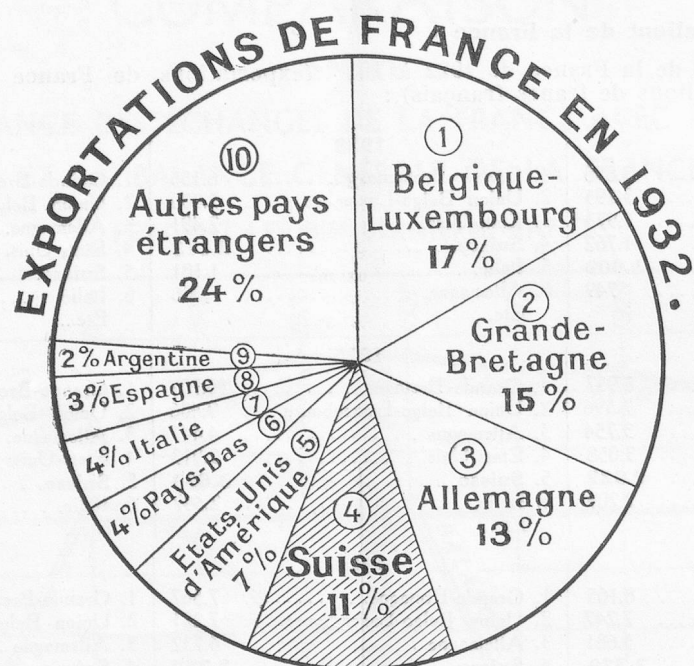 EXPORTATIONS DE FRANCE EN 1932.
1
Belgique-
Luxembourg
17 %
2
Grande-
Bretagne
15 %
3
Allemagne
13 %
4
Suisse
11 %
5
Etats-Unis
d'Amérique
7 %
6
4% Pays-Bas
7
4% Italie
8
3% Espagne
9
2% Argentine
10
Autres pays
étrangers
24 %